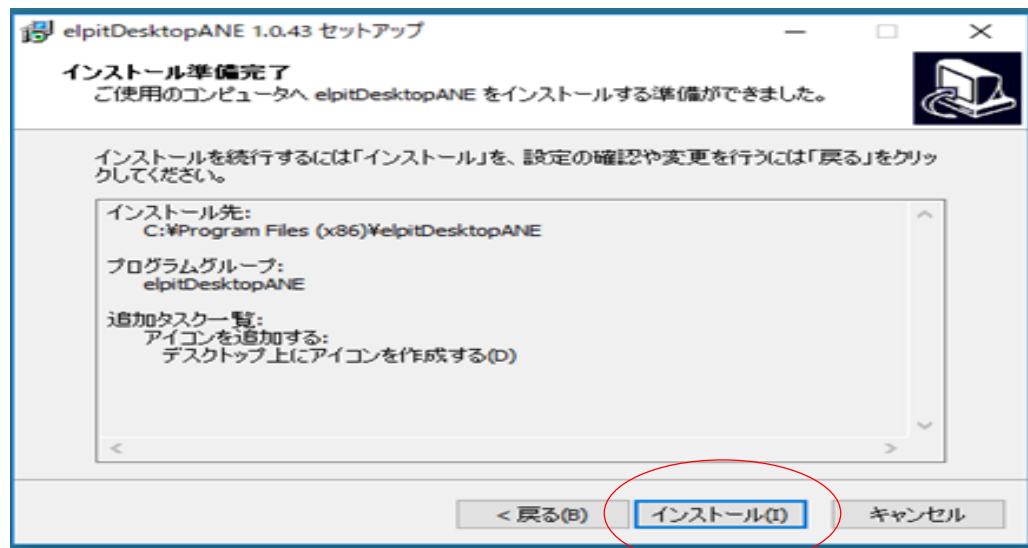 elpitDesktopANE 1.0.43 セットアップ
インストール準備完了
ご使用のコンピュータへ elpitDesktopANE をインストールする準備ができました。
インストールを続行するには「インストール」を、設定の確認や変更を行うには「戻る」をクリッ
クしてください。
インストール先:
C:¥Program Files (x86)¥elpitDesktopANE
プログラムグループ:
elpitDesktopANE
追加タスク一覧:
アイコンを追加する:
デスクトップ上にアイコンを作成する(D)
< 戻る(B) インストール(I) キャンセル